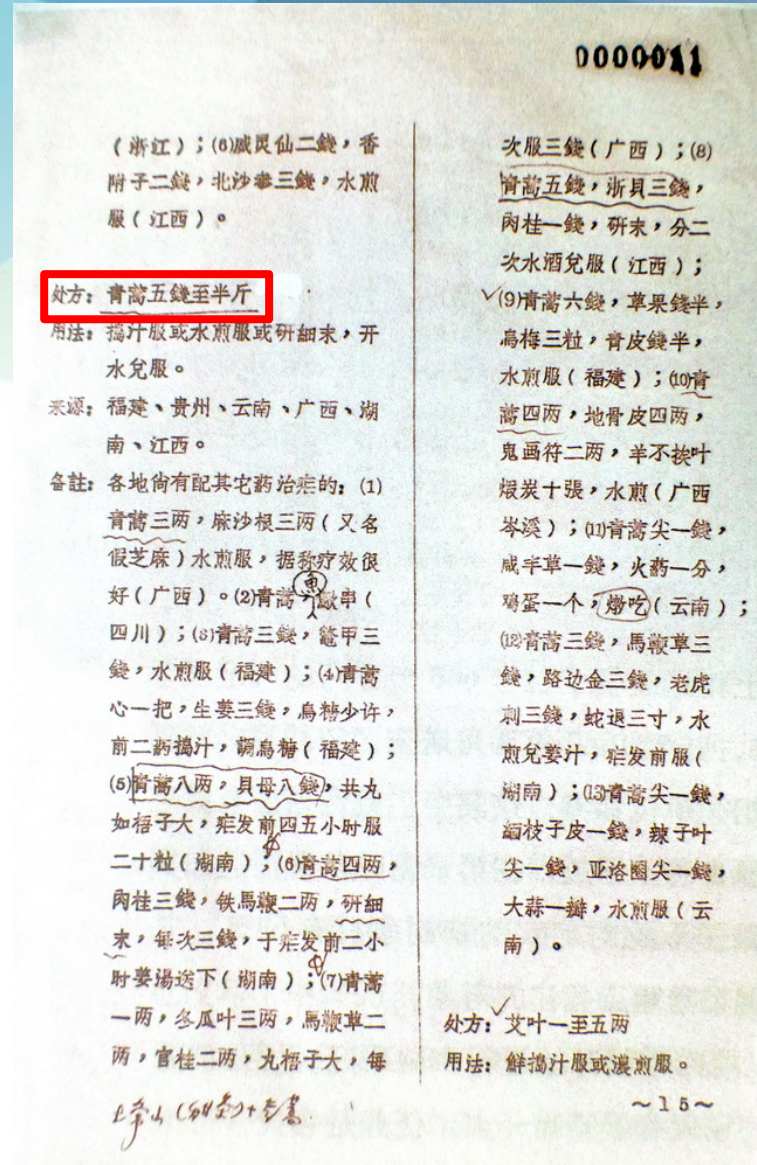 0000011
(浙江)；(6)威灵仙二錢，香
附子二錢，北沙参三錢，水煎
服(江西)。
处方：青蒿五錢至半斤
用法：搗汁服或水煎服或研細末，开
水兌服。
来源：福建、贵州、云南、广西、湖
南、江西。
备註：各地尚有配其它葯治疟的：(1)
青蒿三两，麻沙根三两(又名
假芝麻)水煎服，据称疗效很
好(广西)。(2)青蒿、魚鳅串(
四川)；(3)青蒿三錢，鼈甲三
錢，水煎服(福建)；(4)青蒿
心一把，生姜三錢，烏糖少许，
前二葯搗汁，調烏糖(福建)；
(5)青蒿八两，貝母八錢，共丸
如梧子大，疟发前四五小时服
二十粒(湖南)；(6)青蒿四两，
肉桂三錢，铁馬鞭二两，研細
末，每次三錢，于疟发前二小
时姜湯送下(湖南)；(7)青蒿
一两，冬瓜叶三两，馬鞭草二
两，官桂二两，丸梧子大，每
次服三錢(广西)；(8)
青蒿五錢，浙貝三錢，
肉桂一錢，研末，分二
次水酒兌服(江西)；
(9)青蒿六錢，草果錢半，
烏梅三粒，青皮錢半，
水煎服(福建)；(10)青
蒿四两，地骨皮四两，
鬼画符二两，羊不挨叶
煅炭十張，水煎(广西
岑溪)；(11)青蒿尖一錢，
咸半草一錢，火葯一分，
鸡蛋一个，燉吃(云南)；
(12)青蒿三錢，馬鞭草三
錢，路边金三錢，老虎
刺三錢，蛇退三寸，水
煎兌姜汁，疟发前服(
湖南)；(13)青蒿尖一錢，
緬枝子皮一錢，辣子叶
尖一錢，亚洛圈尖一錢，
大蒜一瓣，水煎服(云
南)。
处方：艾叶一至五两
用法：鮮搗汁服或濃煎服。
～15～